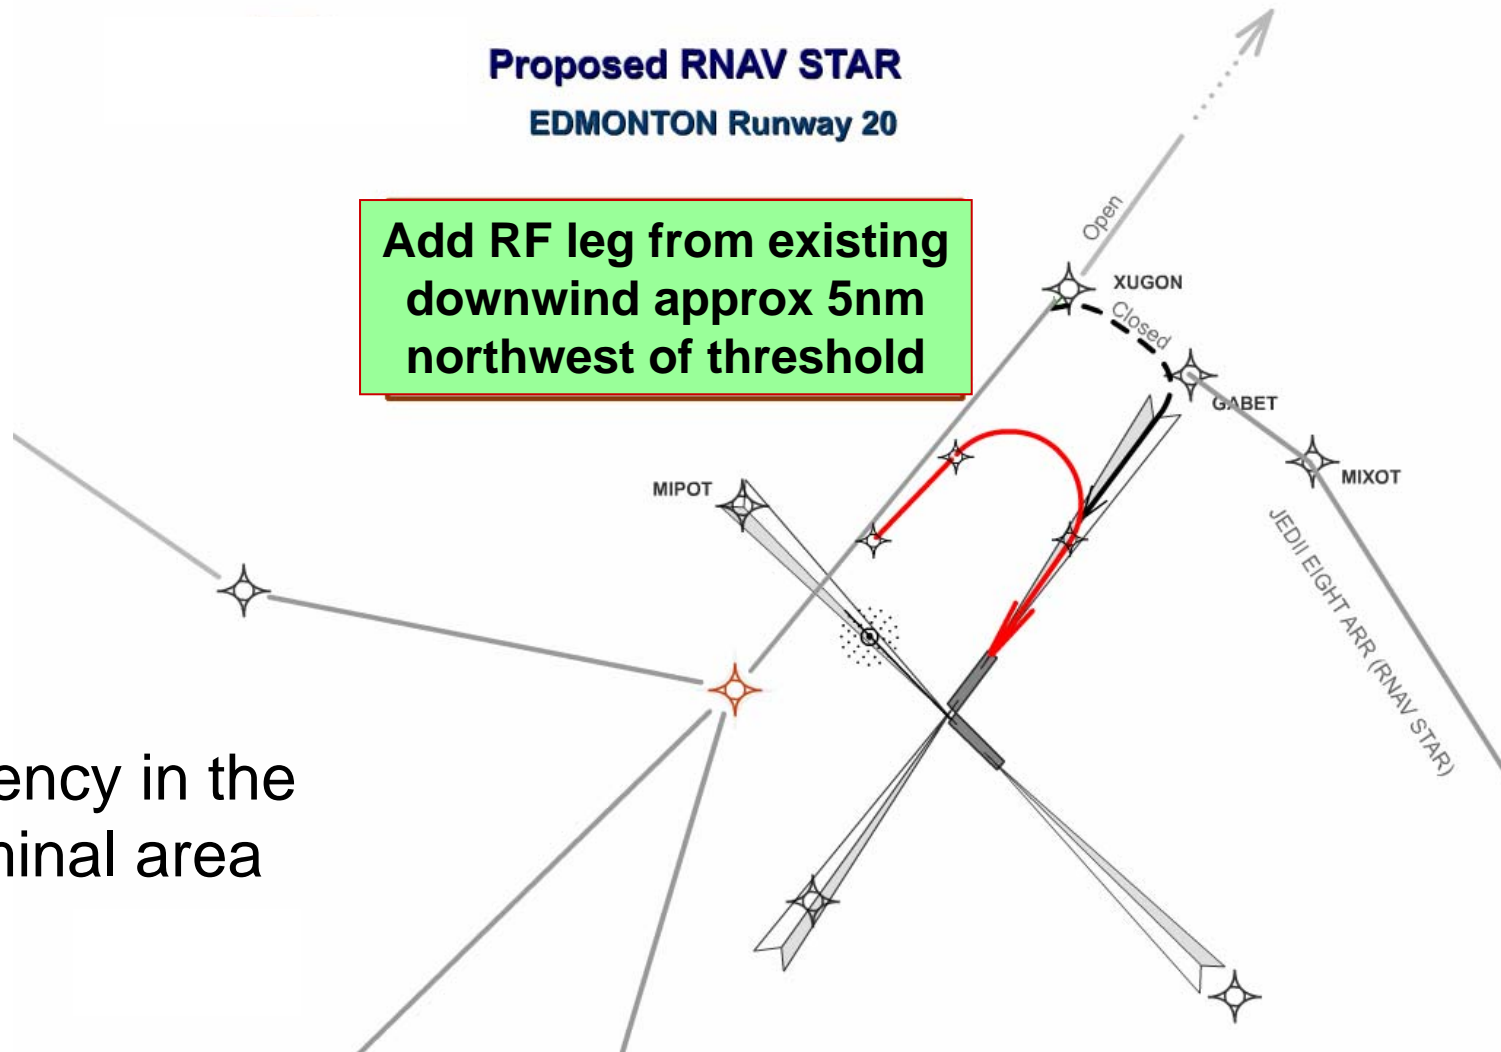 Proposed RNAV STAR
EDMONTON Runway 20
Add RF leg from existing
downwind approx 5nm
northwest of threshold
Open
XUGON
Closed
GABET
MIXOT
MIPOT
JEDII EIGHT ARR (RNAV STAR)
ency in the
ninal area